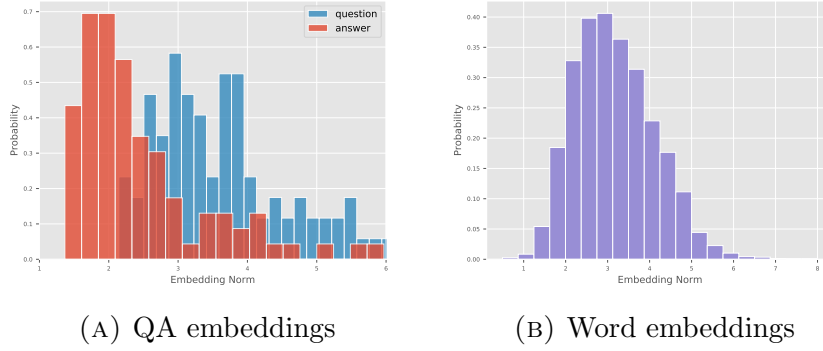 question
answer
0.7
0.6
0.5
0.4
0.3
0.2
0.1
0.0
Probability
1 2 3 4 5 6
Embedding Norm
(A) QA embeddings
0.40
0.35
0.30
0.25
0.20
0.15
0.10
0.05
0.00
Probability
1 2 3 4 5 6 7 8
Embedding Norm
(B) Word embeddings